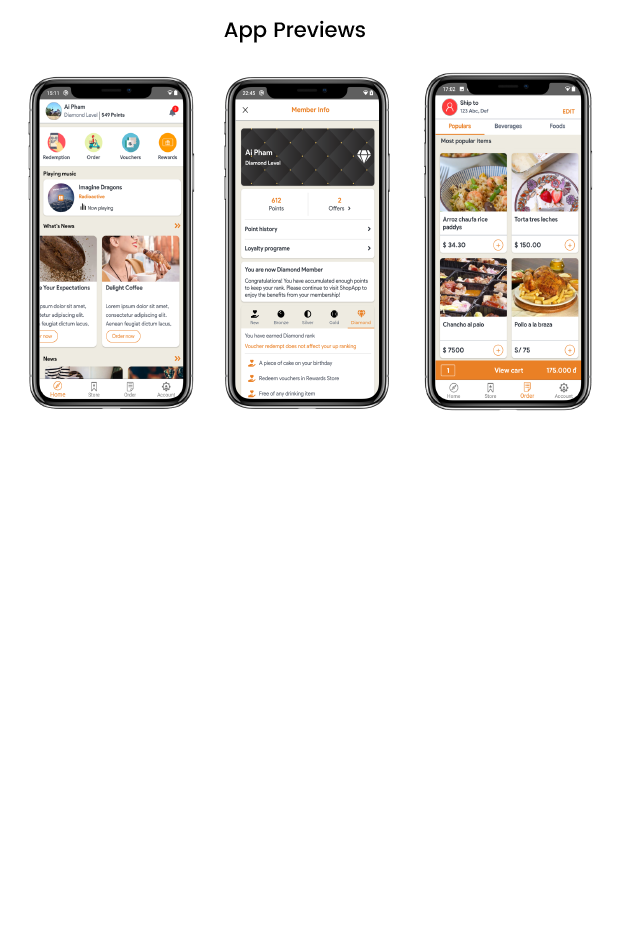 App Previews
15:11
Ai Pham
Diamond Level | 549 Points
Redemption
Order
Vouchers
Rewards
Playing music
Imagine Dragons
Radioactive
Now playing
What's News
e Your Expectations
Delight Coffee
psum dolor sit amet,
tetur adipiscing elit.
feugiat dictum lacus,
Lorem ipsum dolor sit amet,
consectetur adipiscing elit.
Aenean feugiat dictum lacus,
r now
Order now
News
Home
Store
Order
Account
22:45
Member Info
Ai Pham
Diamond Level
612
Points
2
Offers >
Point history
Loyalty programe
You are now Diamond Member
Congratulations! You have accumulated enough points
to keep your rank. Please continue to visit ShopApp to
enjoy the benefits from your membership!
New
Bronze
Silver
Gold
Diamond
You have earned Diamond rank
Voucher redempt does not affect your up ranking
A piece of cake on your birthday
Redeem vouchers in Rewards Store
Free of any drinking item
17:02
Ship to
123 Abc, Def
EDIT
Populars
Beverages
Foods
Most popular items
Arroz chaufa rice
paddys
$ 34.30
Torta tres leches
$ 150.00
Chancho al palo
$ 7500
Pollo a la braza
S/ 75
1
View cart
175.000 đ
Home
Store
Order
Account